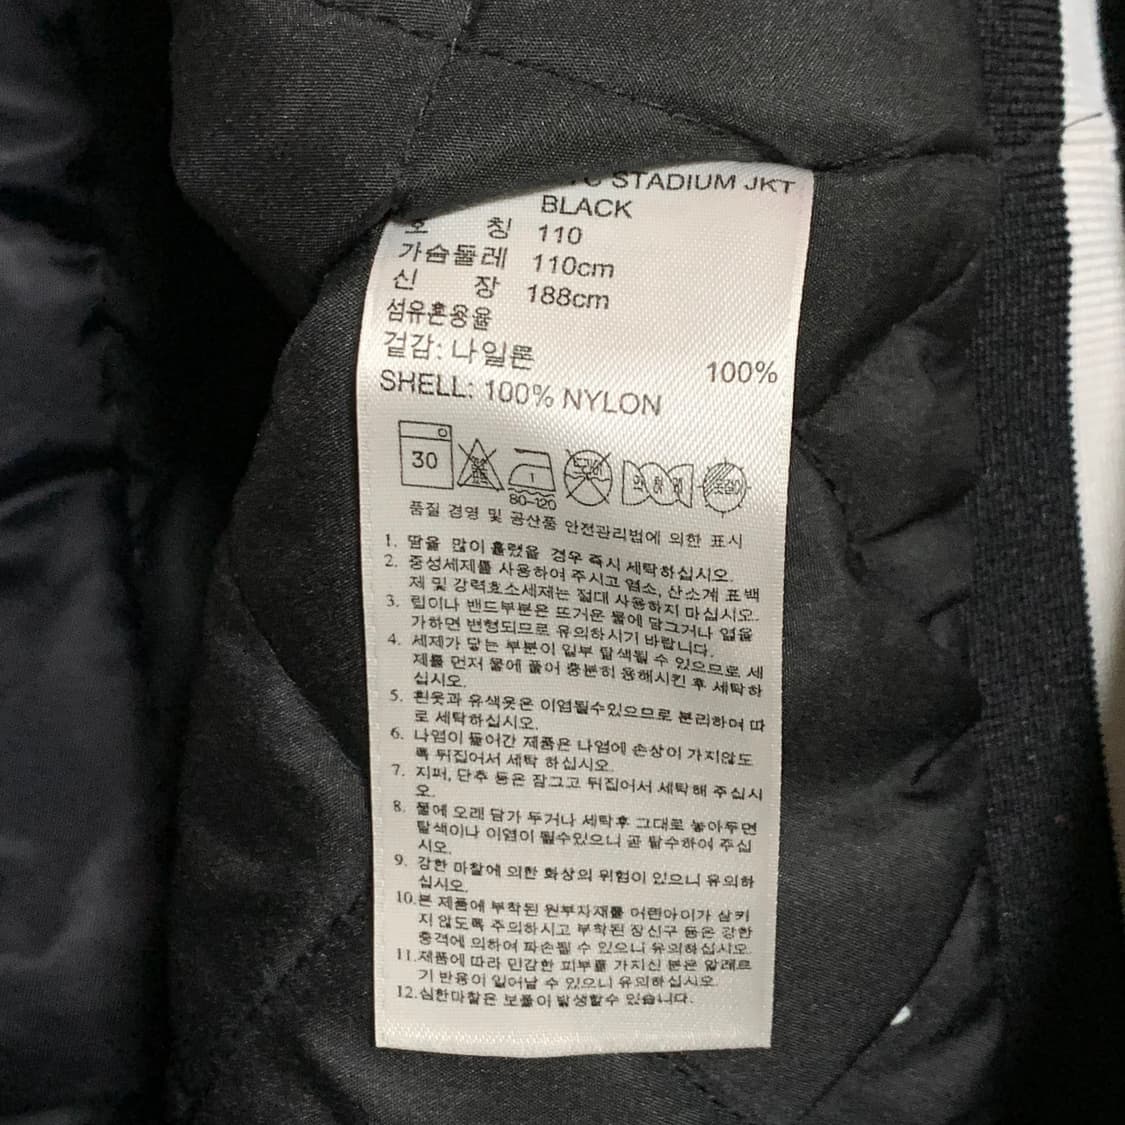 STADIUM JKT
BLACK
호 칭 110
가슴둘레 110cm
신 장 188cm
섬유혼용율
겉감: 나일론 100%
SHELL: 100% NYLON
30
80~120
품질 경영 및 공산품 안전관리법에 의한 표시
1. 땀을 많이 흘렸을 경우 즉시 세탁하십시오.
2. 중성세제를 사용하여 주시고 염소, 산소계 표백
제 및 강력효소세제는 절대 사용하지 마십시오.
3. 립이나 밴드부분은 뜨거운 물에 담그거나 열을
가하면 변형되므로 유의하시기 바랍니다.
4. 세제가 닿는 부분이 일부 탈색될 수 있으므로 세
제를 먼저 물에 풀어 충분히 용해시킨 후 세탁하
십시오.
5. 흰옷과 유색옷은 이염될수있으므로 분리하여 따
로 세탁하십시오.
6. 나염이 들어간 제품은 나염에 손상이 가지않도
록 뒤집어서 세탁 하십시오.
7. 지퍼, 단추 등은 잠그고 뒤집어서 세탁해 주십시
오.
8. 물에 오래 담가 두거나 세탁후 그대로 놓아두면
탈색이나 이염이 될수있으니 곧 탈수하여 주십
시오.
9. 강한 마찰에 의한 화상의 위험이 있으니 유의하
십시오.
10.본 제품에 부착된 원부자재를 어린아이가 삼키
지 않도록 주의하시고 부착된 장신구 등은 강한
충격에 의하여 파손될 수 있으니 유의하십시오.
11.제품에 따라 민감한 피부를 가지신 분은 알레르
기 반응이 일어날 수 있으니 유의하십시오.
12.심한마찰은 보풀이 발생할수 있습니다.